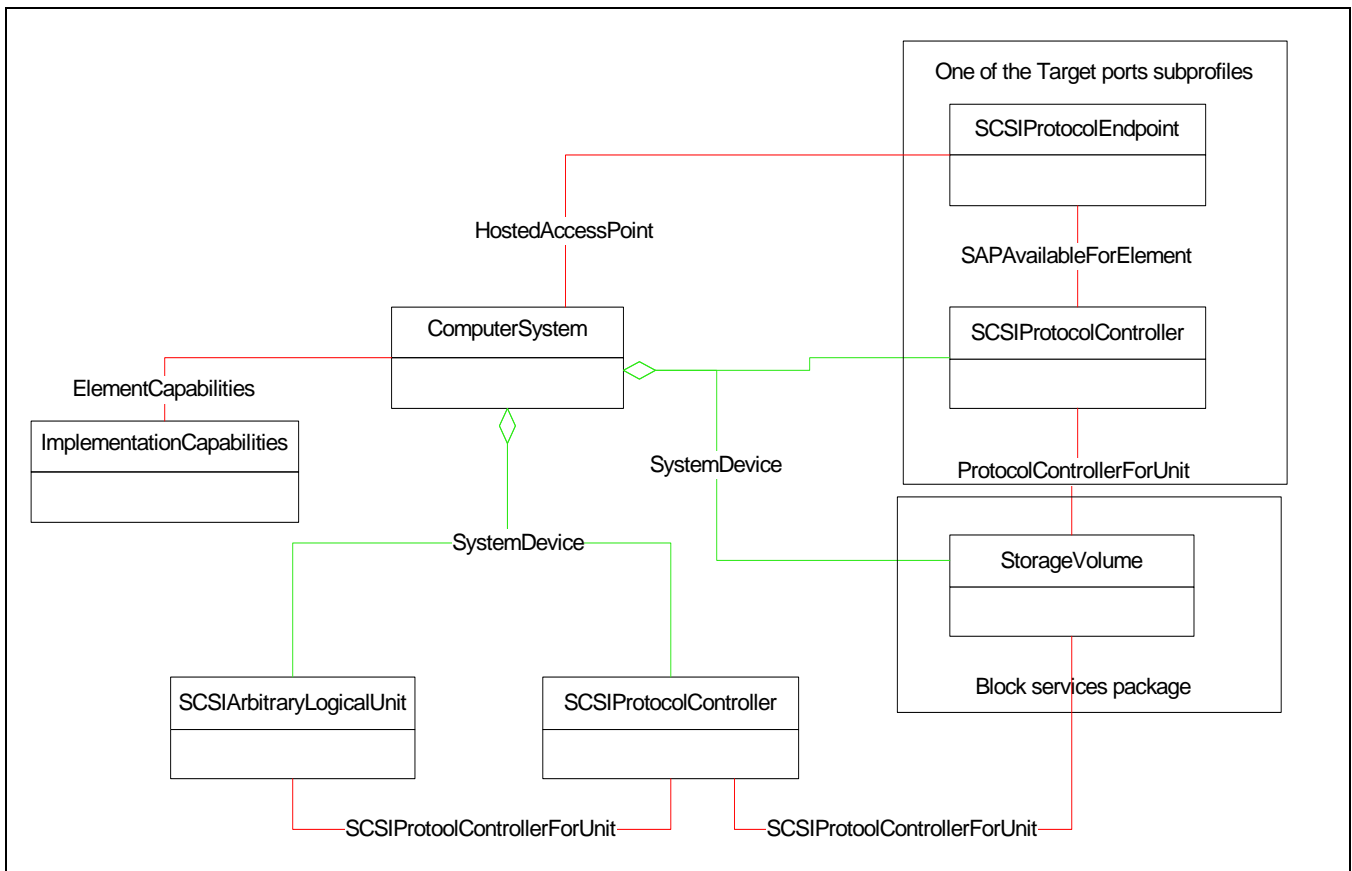 One of the Target ports subprofiles
SCSIProtocolEndpoint
HostedAccessPoint
SAPAvailableForElement
ComputerSystem
SCSIProtocolController
ElementCapabilities
ImplementationCapabilities
SystemDevice
ProtocolControllerForUnit
SystemDevice
StorageVolume
SCSIArbitraryLogicalUnit
SCSIProtocolController
Block services package
SCSIProtoolControllerForUnit
SCSIProtoolControllerForUnit